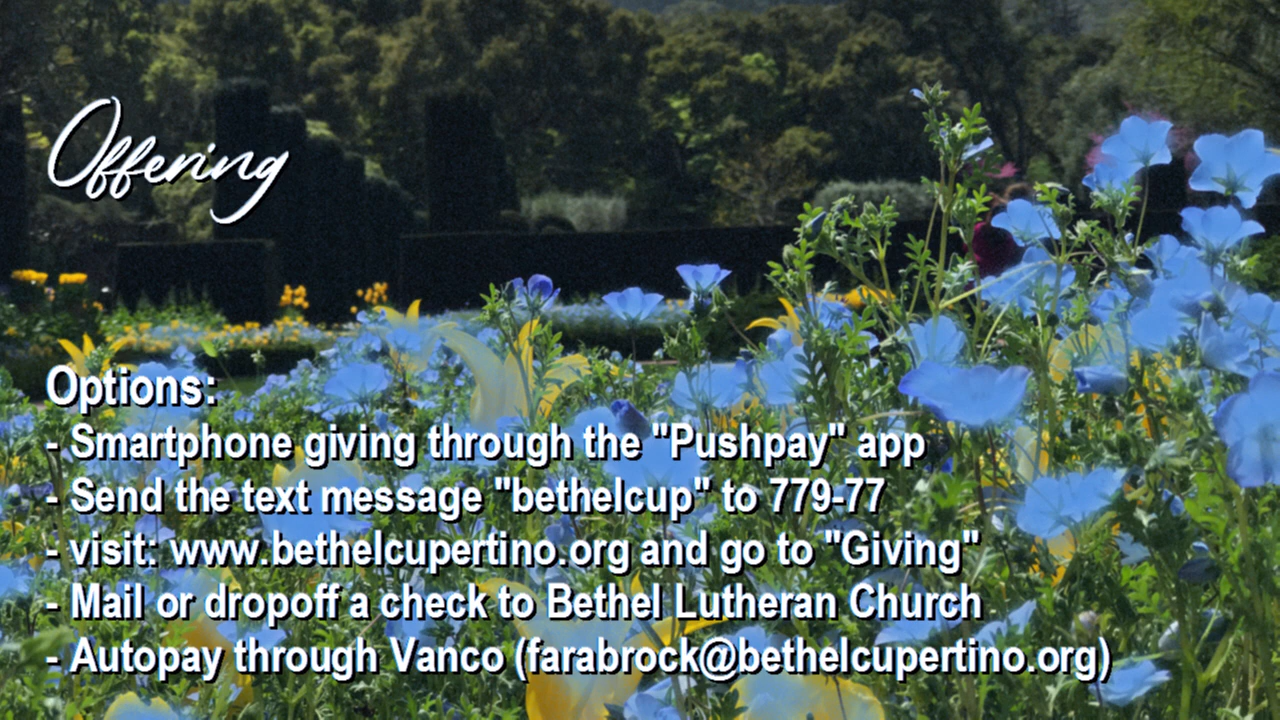 Offering
Options:
- Smartphone giving through the "Pushpay" app
- Send the text message "bethelcup" to 779-77
- visit: www.bethelcupertino.org and go to "Giving"
- Mail or dropoff a check to Bethel Lutheran Church
- Autopay through Vanco (farabrock@bethelcupertino.org)